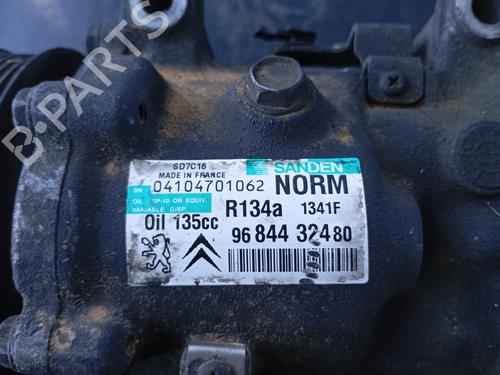 B-PARTS
SD7C16
MADE IN FRANCE
SANDEN
SN 04104701062 NORM
OIL SP-10 OR EQUIV.
VARIABLE DISP.
R134a 1341F
Oil 135cc
96 844 324 80